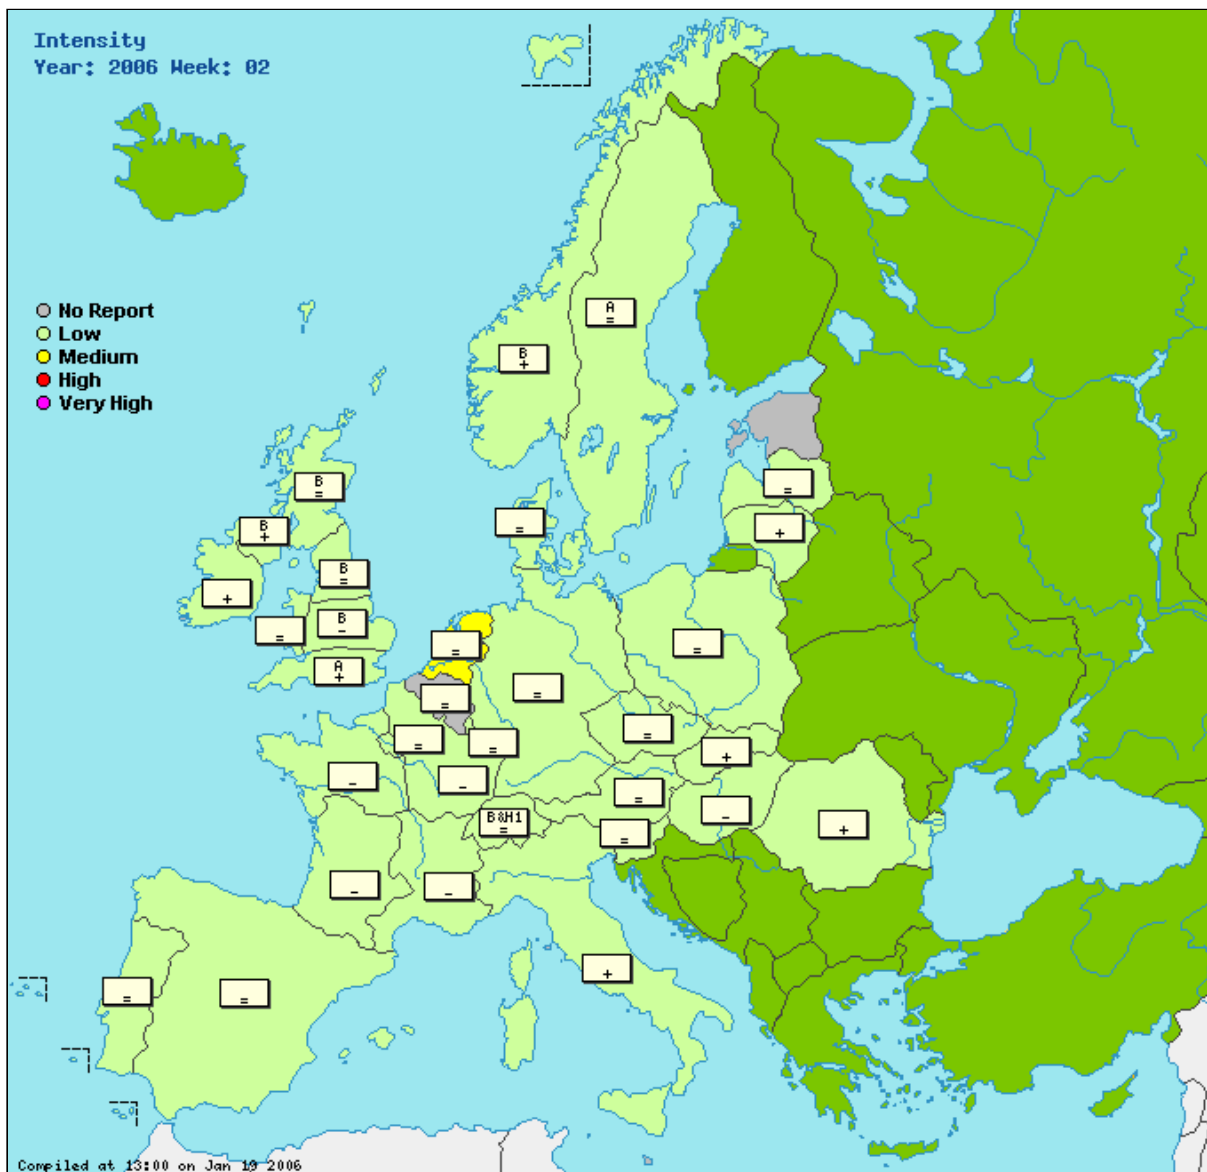 Intensity
Year: 2006 Week: 02
No Report
Low
Medium
High
Very High
A
=
B
+
B
=
=
B
+
=
+
B
=
+
B
-
=
=
=
A
+
=
=
=
=
=
=
+
-
-
=
-
B&H1
=
=
+
-
-
+
=
=
Compiled at 13:00 on Jan 19 2006